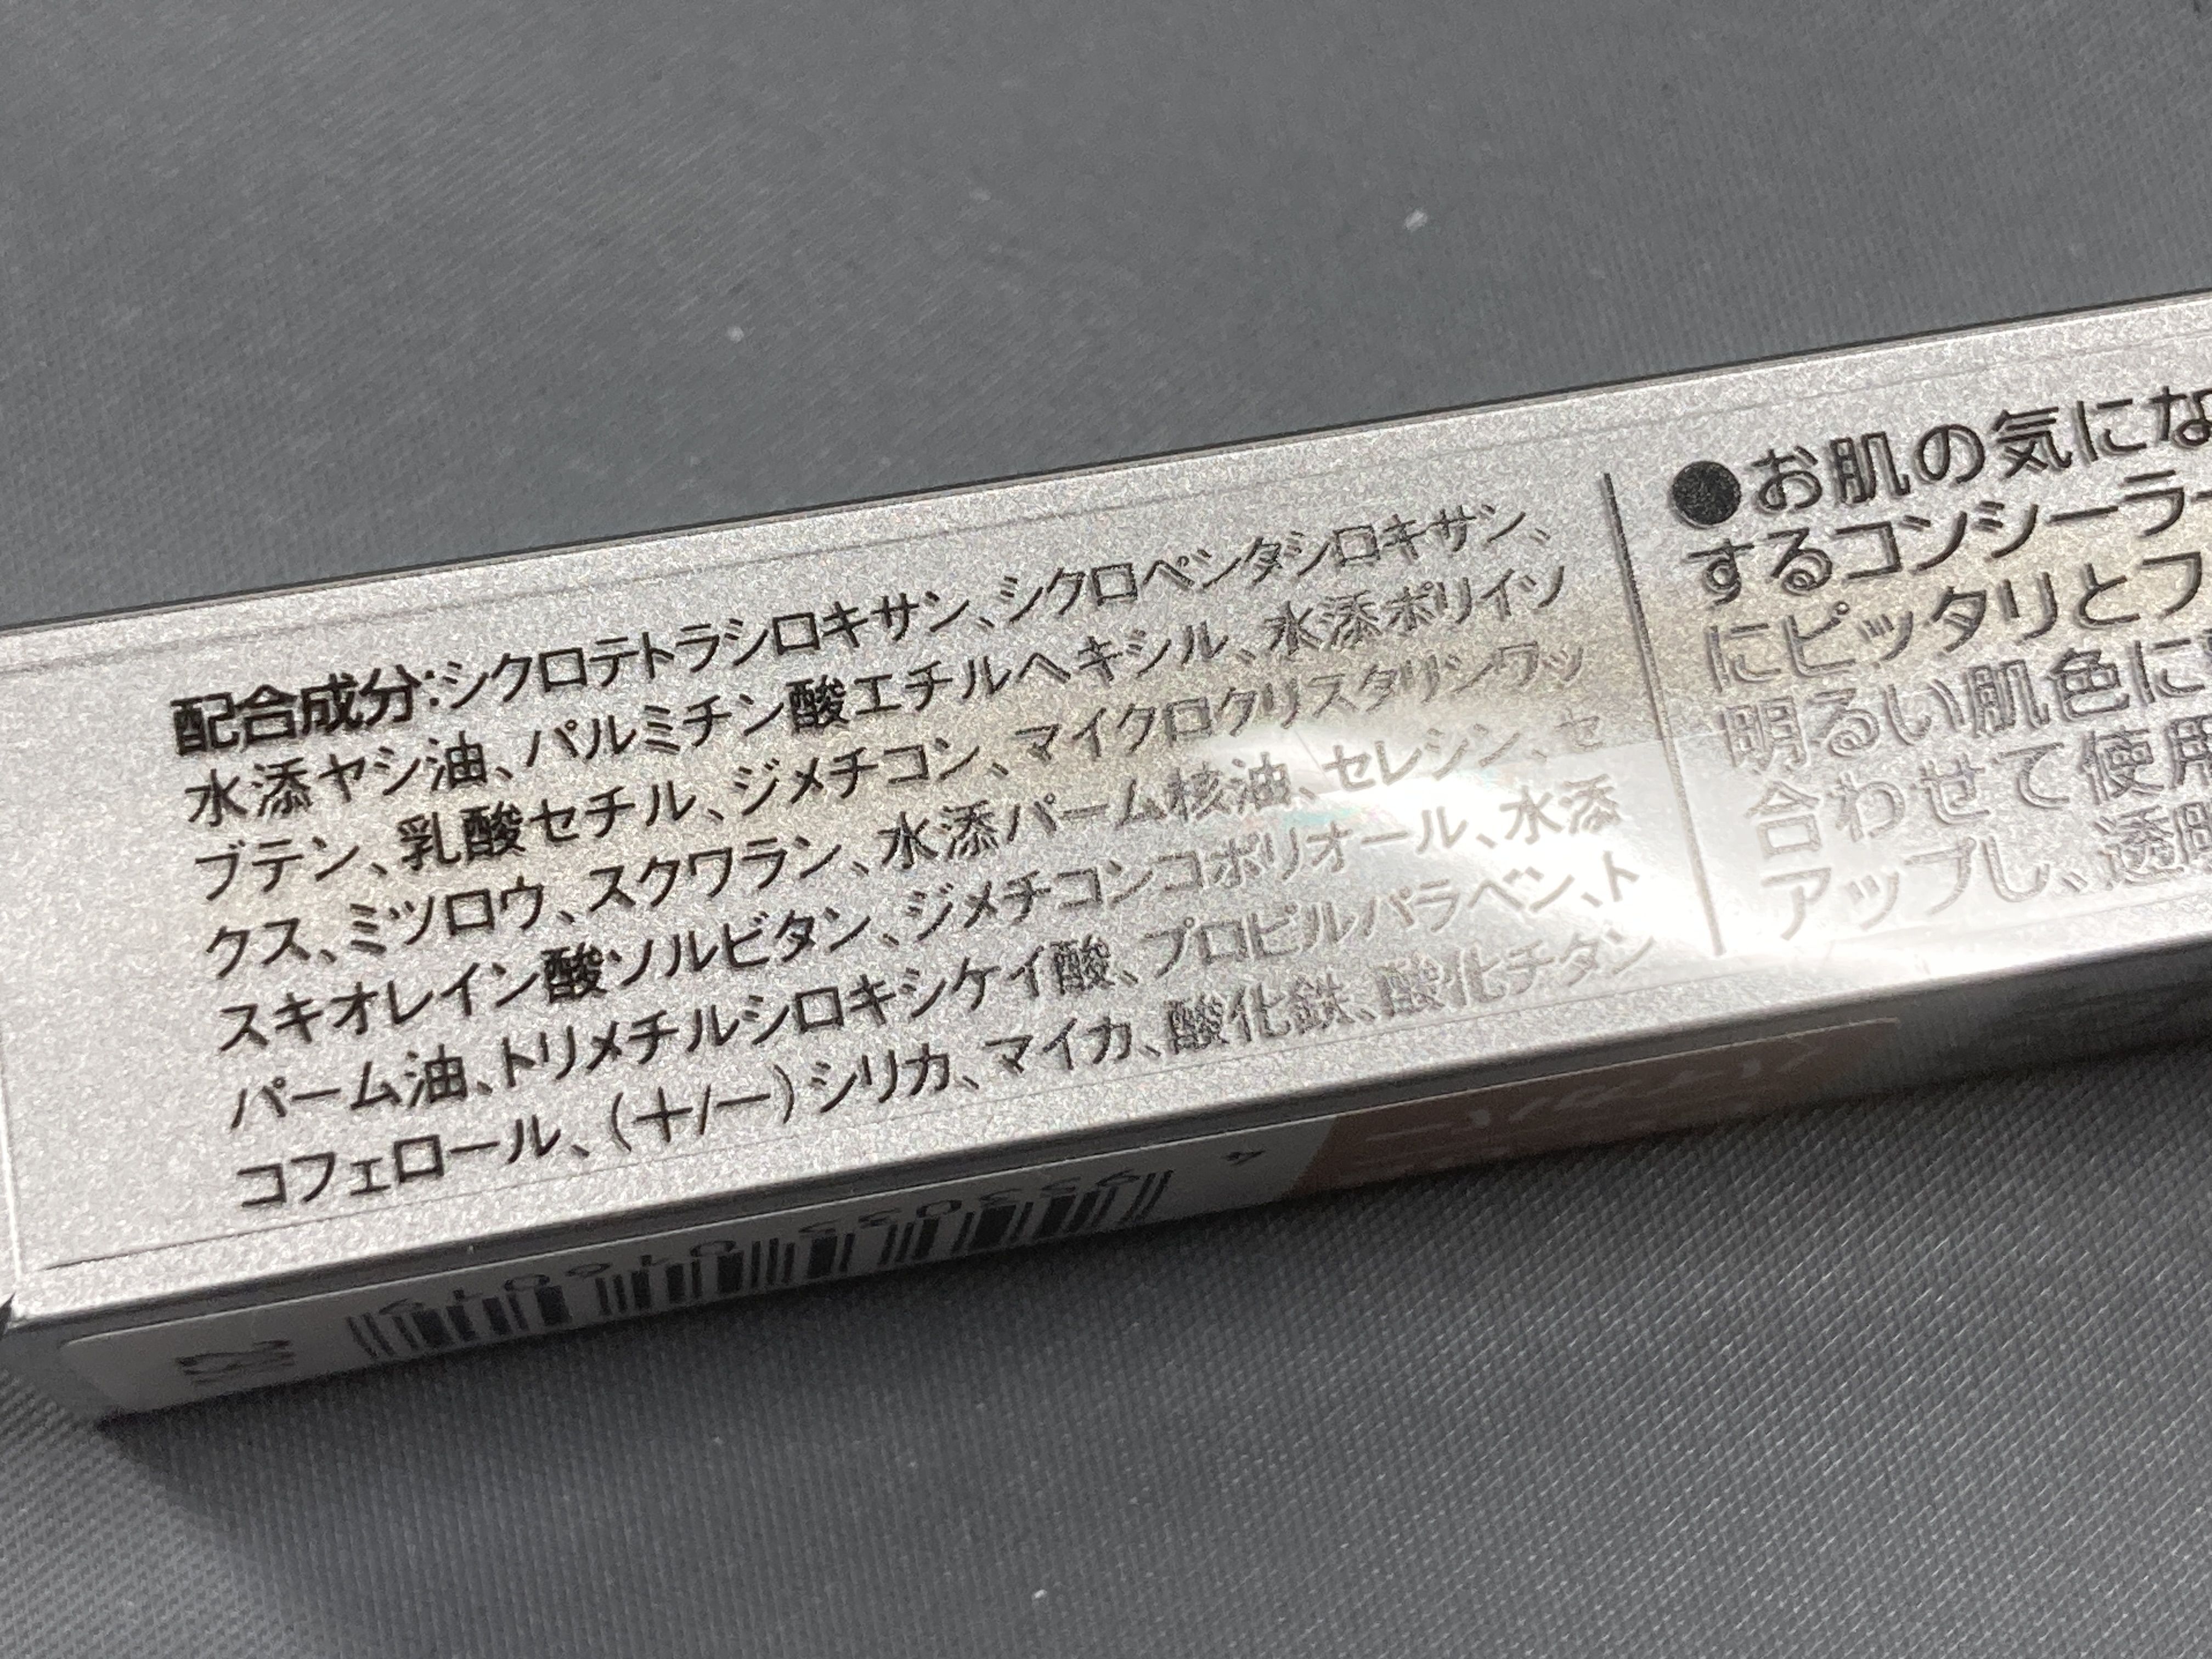 配合成分:シクロテトラシロキサン、シクロペンタシロキサン、
水添ヤシ油、パルミチン酸エチルヘキシル、水添ポリイソ
ブテン、乳酸セチル、ジメチコン、マイクロクリスタリンワッ
クス、ミツロウ、スクワラン、水添パーム核油、セレシン、セ
スキオレイン酸ソルビタン、ジメチコンコポリオール、水添
パーム油、トリメチルシロキシケイ酸、プロピルパラベン、ト
コフェロール、(+/−)シリカ、マイカ、酸化鉄、酸化チタン
●お肌の気にな
するコンシーラー
にピッタリとフ
明るい肌色に
合わせて使用
アップし、透明